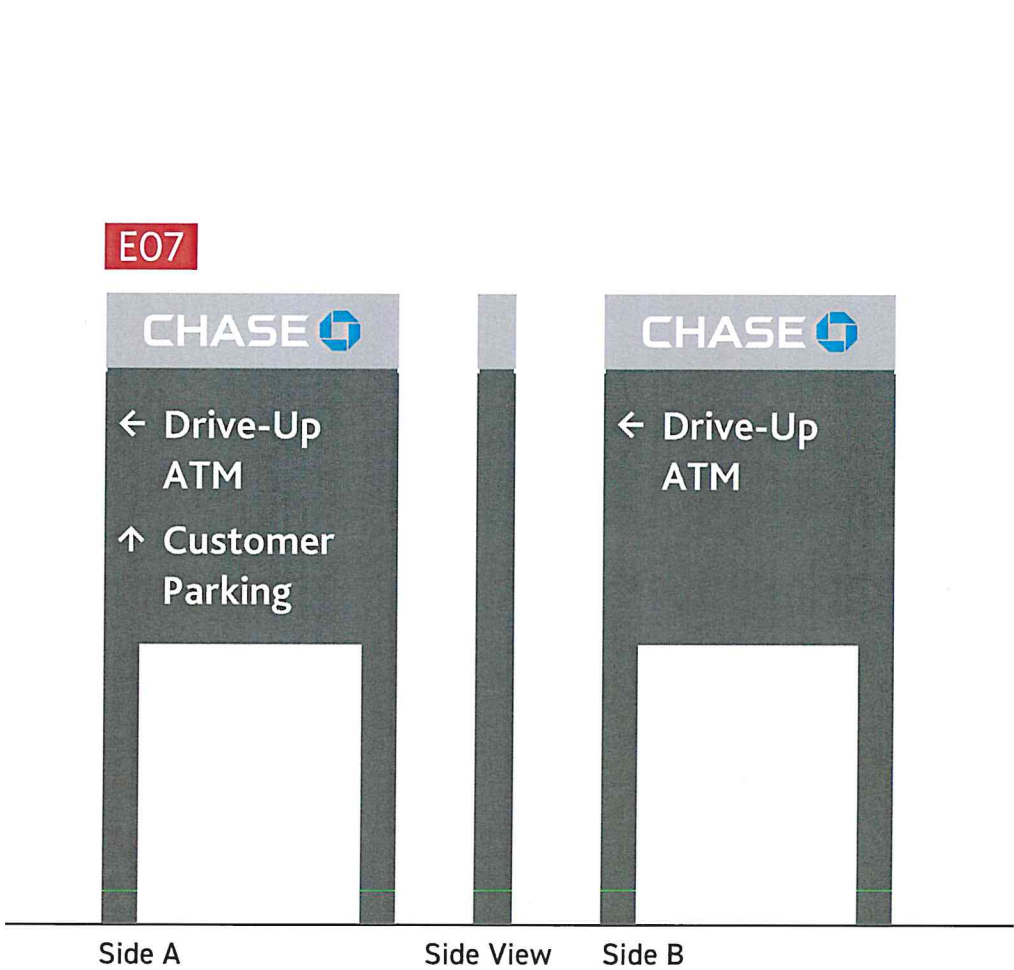 E07
CHASE
← Drive-Up
ATM
↑ Customer
Parking
CHASE
← Drive-Up
ATM
Side A
Side View
Side B